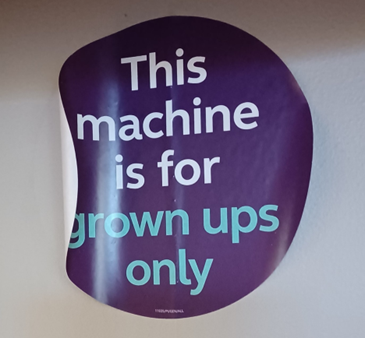 This
machine
is for
grown ups
only